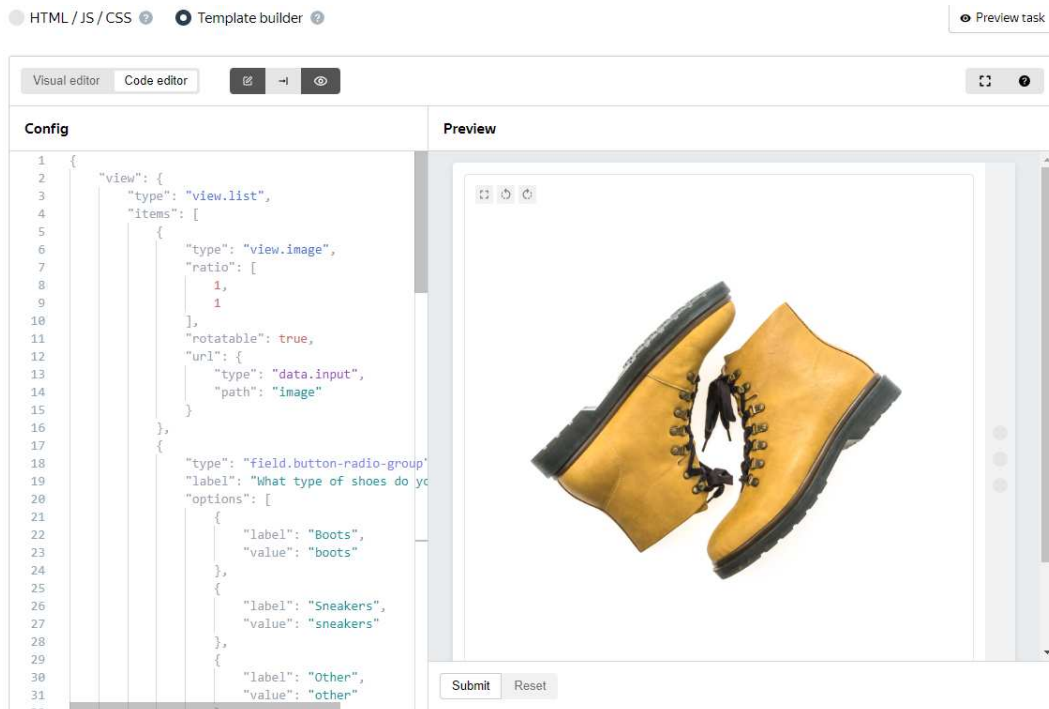 HTML / JS / CSS ? Template builder ? Preview task
Visual editor Code editor
Config
Preview
1 {
2 "view": {
3 "type": "view.list",
4 "items": [
5 {
6 "type": "view.image",
7 "ratio": [
8 1,
9 1
10 ],
11 "rotatable": true,
12 "url": {
13 "type": "data.input",
14 "path": "image"
15 }
16 },
17 {
18 "type": "field.button-radio-group"
19 "label": "What type of shoes do yo
20 "options": [
21 {
22 "label": "Boots",
23 "value": "boots"
24 },
25 {
26 "label": "Sneakers",
27 "value": "sneakers"
28 },
29 {
30 "label": "Other",
31 "value": "other"
Submit Reset